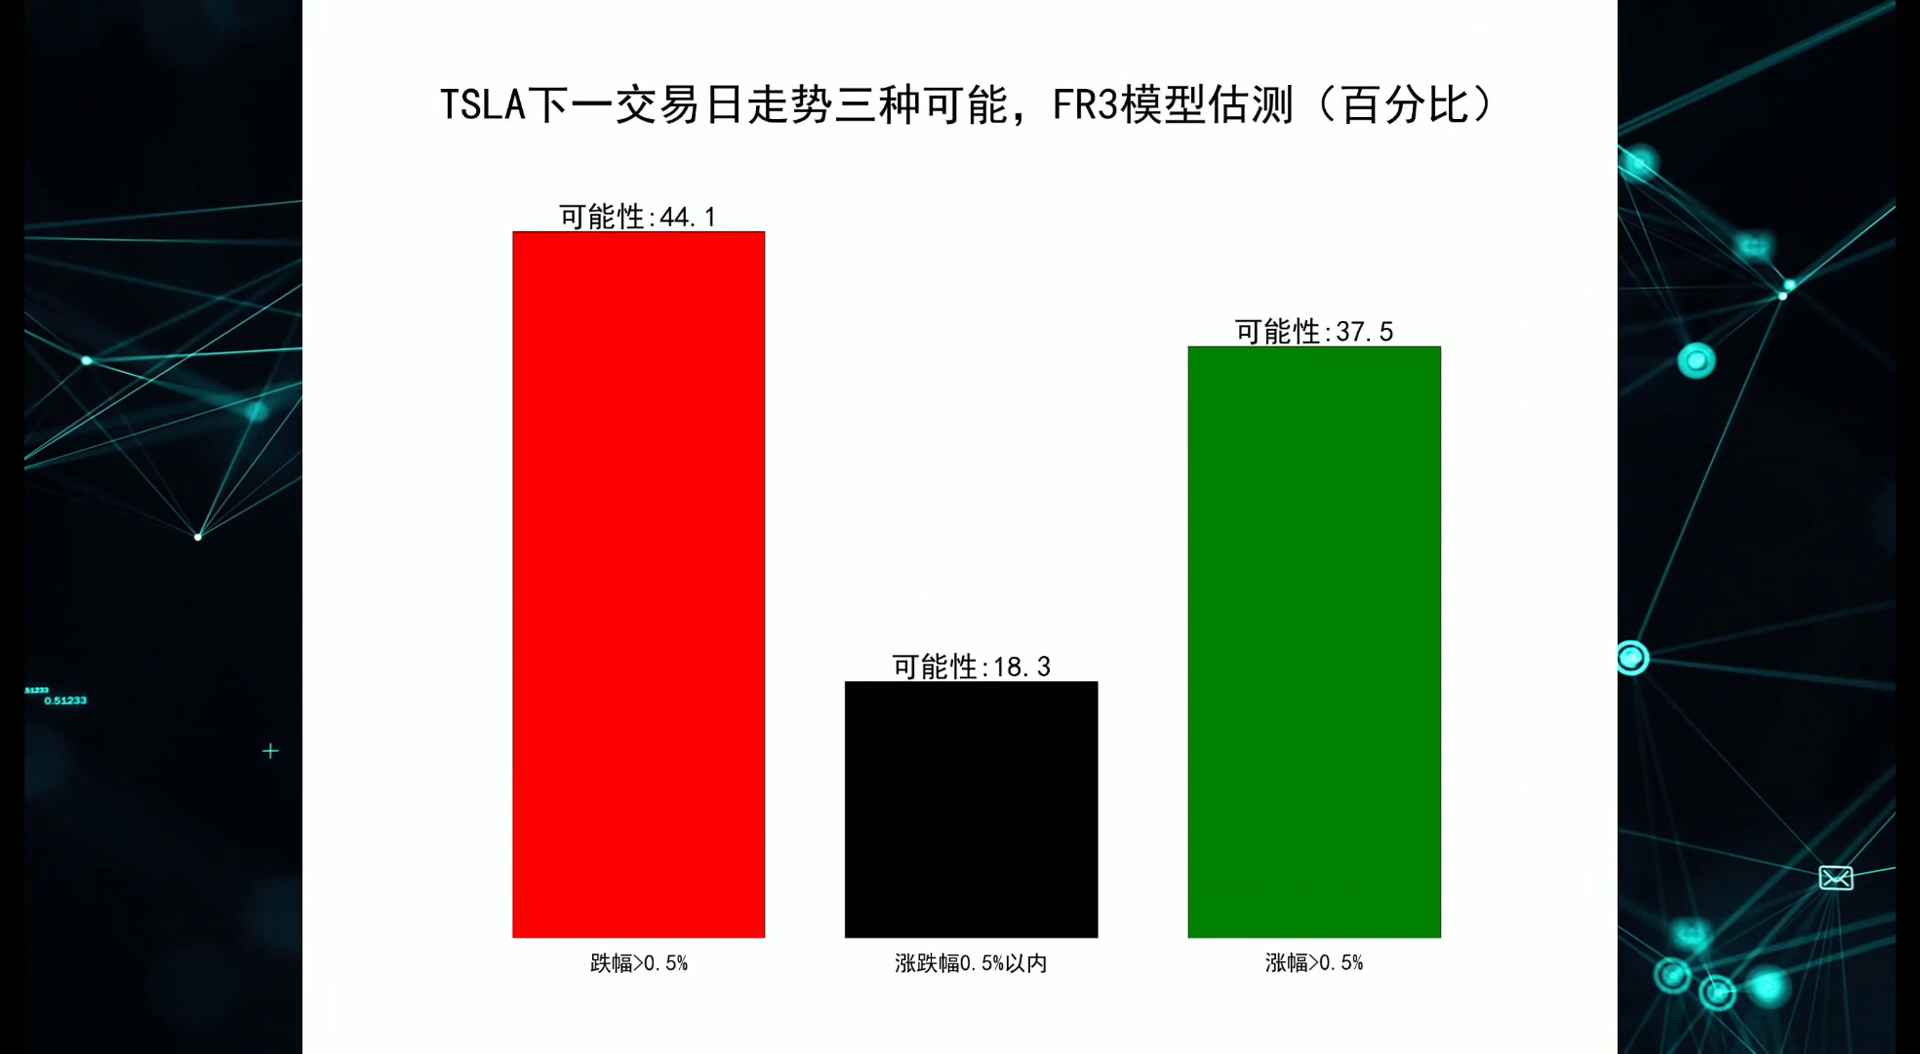 TSLA下一交易日走势三种可能，FR3模型估测（百分比）
可能性:44.1
可能性:37.5
可能性:18.3
51233
0.51233
跌幅>0.5%
涨跌幅0.5%以内
涨幅>0.5%